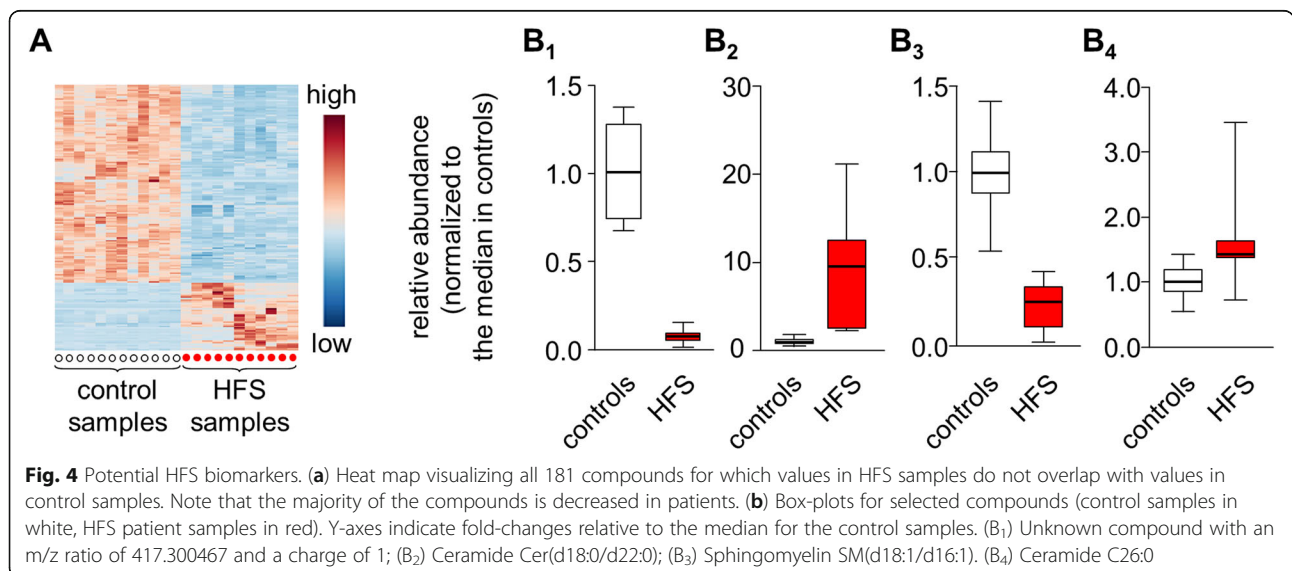 A
high
low
control
samples
HFS
samples
relative abundance
(normalized to
the median in controls)
B₁
1.5
1.0
0.5
0.0
controls
HFS
B₂
30
20
10
0
controls
HFS
B₃
1.5
1.0
0.5
0.0
controls
HFS
B₄
4.0
3.0
2.0
1.0
0.0
controls
HFS
Fig. 4 Potential HFS biomarkers. (a) Heat map visualizing all 181 compounds for which values in HFS samples do not overlap with values in
control samples. Note that the majority of the compounds is decreased in patients. (b) Box-plots for selected compounds (control samples in
white, HFS patient samples in red). Y-axes indicate fold-changes relative to the median for the control samples. (B₁) Unknown compound with an
m/z ratio of 417.300467 and a charge of 1; (B₂) Ceramide Cer(d18:0/d22:0); (B₃) Sphingomyelin SM(d18:1/d16:1). (B₄) Ceramide C26:0